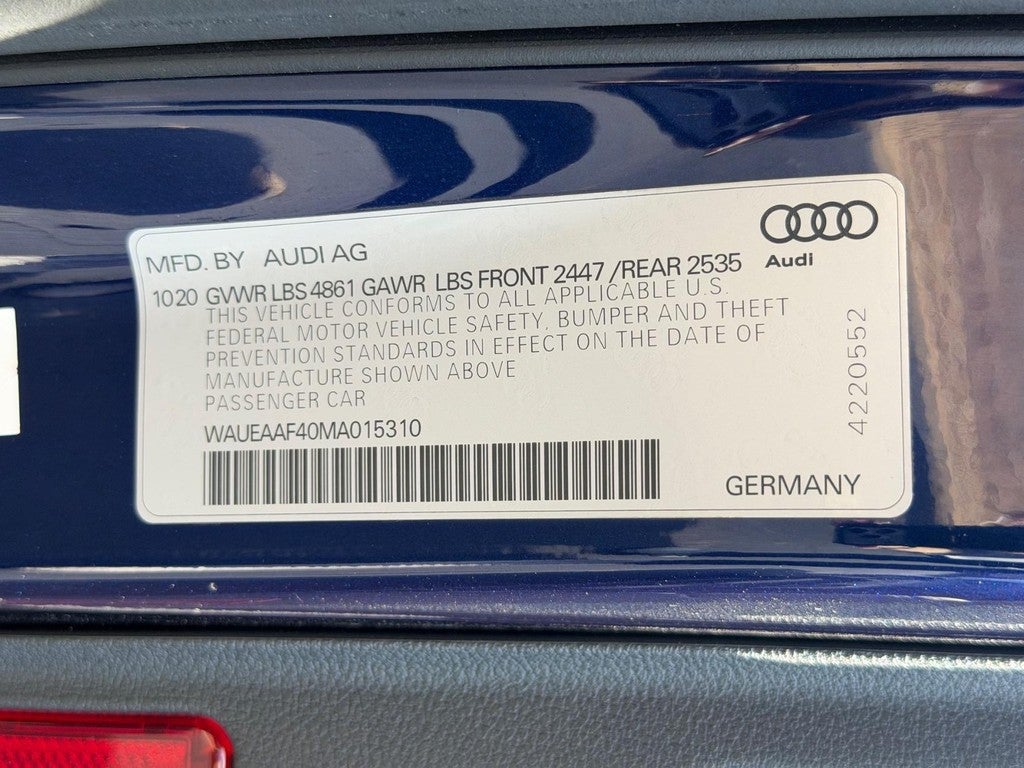 MFD. BY AUDI AG
Audi
1020 GVWR LBS 4861 GAWR LBS FRONT 2447 /REAR 2535
THIS VEHICLE CONFORMS TO ALL APPLICABLE U.S.
FEDERAL MOTOR VEHICLE SAFETY, BUMPER AND THEFT
PREVENTION STANDARDS IN EFFECT ON THE DATE OF
MANUFACTURE SHOWN ABOVE
PASSENGER CAR
WAUEAAF40MA015310
GERMANY
4220552